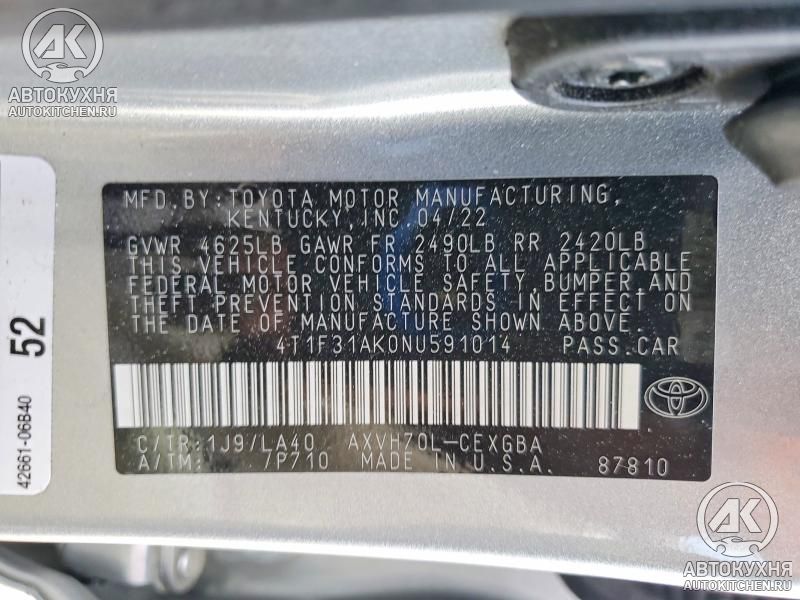 AK
АВТОКУХНЯ
AUTOKITCHEN.RU
52
42661-06B40
MFD.BY:TOYOTA MOTOR MANUFACTURING,
KENTUCKY,INC 04/22
GVWR 4625LB GAWR FR 2490LB RR 2420LB
THIS VEHICLE CONFORMS TO ALL APPLICABLE
FEDERAL MOTOR VEHICLE SAFETY,BUMPER,AND
THEFT PREVENTION STANDARDS IN EFFECT ON
THE DATE OF MANUFACTURE SHOWN ABOVE.
4T1F31AK0NU591014 PASS.CAR
C/TR:1J9/LA40 AXVH70L-CEXGBA
A/TM: /P710 MADE IN U.S.A. 87810
AK
АВТОКУХНЯ
AUTOKITCHEN.RU